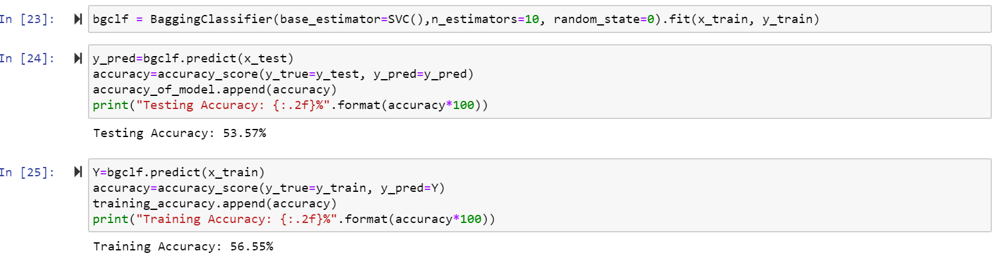 In [23]:
bgclf = BaggingClassifier(base_estimator=SVC(),n_estimators=10, random_state=0).fit(x_train, y_train)
In [24]:
y_pred=bgclf.predict(x_test)
accuracy=accuracy_score(y_true=y_test, y_pred=y_pred)
accuracy_of_model.append(accuracy)
print("Testing Accuracy: {:.2f}%".format(accuracy*100))
Testing Accuracy: 53.57%
In [25]:
Y=bgclf.predict(x_train)
accuracy=accuracy_score(y_true=y_train, y_pred=Y)
training_accuracy.append(accuracy)
print("Training Accuracy: {:.2f}%".format(accuracy*100))
Training Accuracy: 56.55%